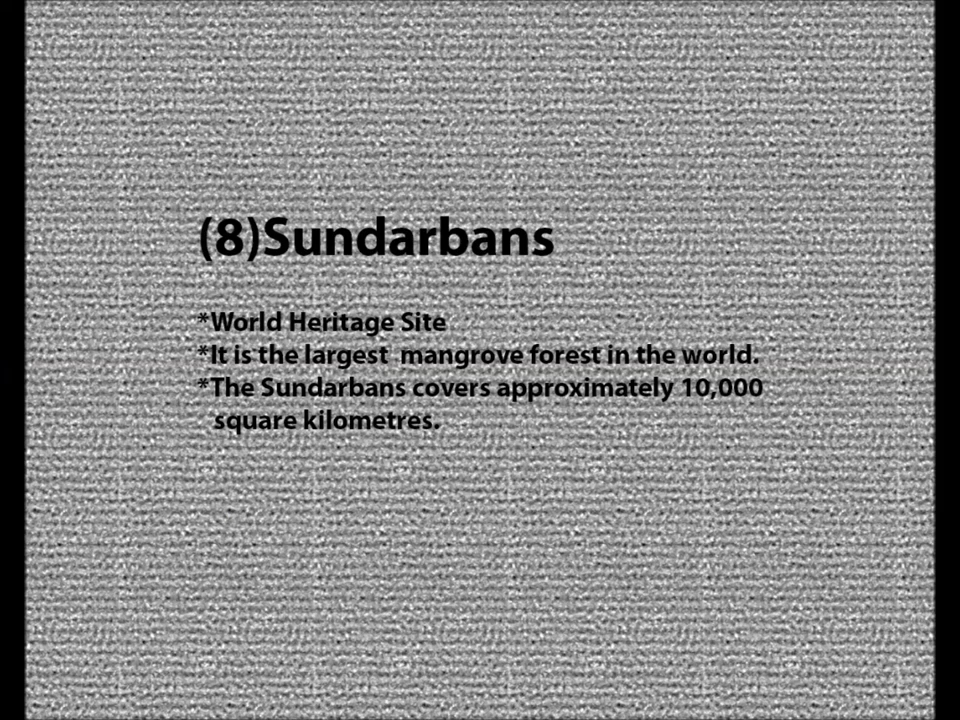 (8)Sundarbans
*World Heritage Site
*It is the largest  mangrove forest in the world.
*The Sundarbans covers approximately 10,000
square kilometres.